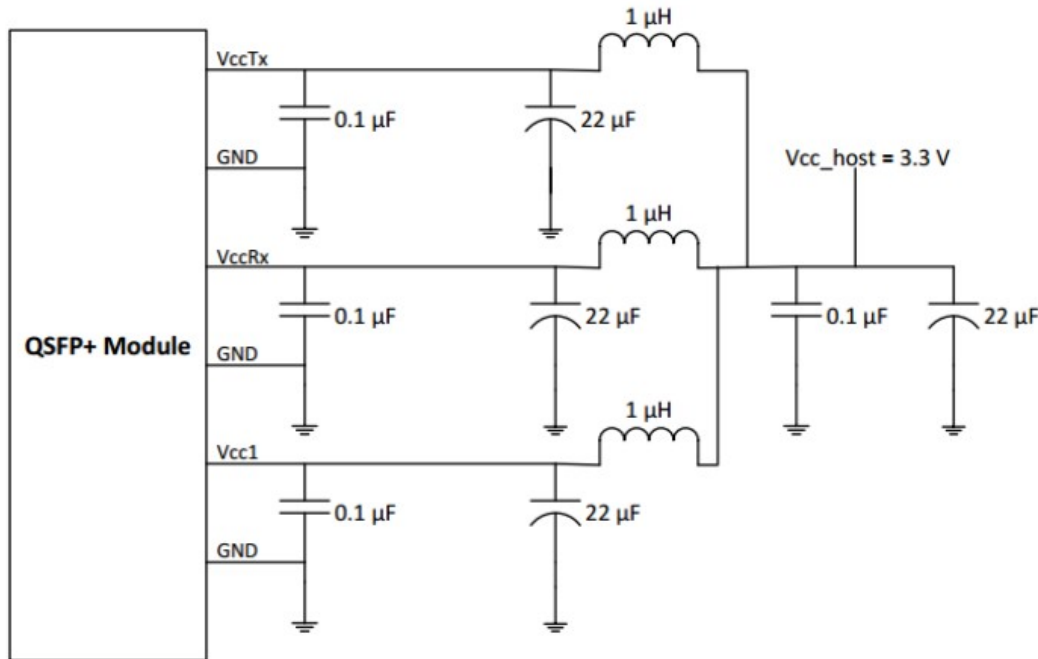 1 µH
VccTx
0.1 µF
22 µF
GND
Vcc_host = 3.3 V
1 µH
VccRx
0.1 µF
22 µF
0.1 µF
22 µF
QSFP+ Module
GND
1 µH
Vcc1
0.1 µF
22 µF
GND